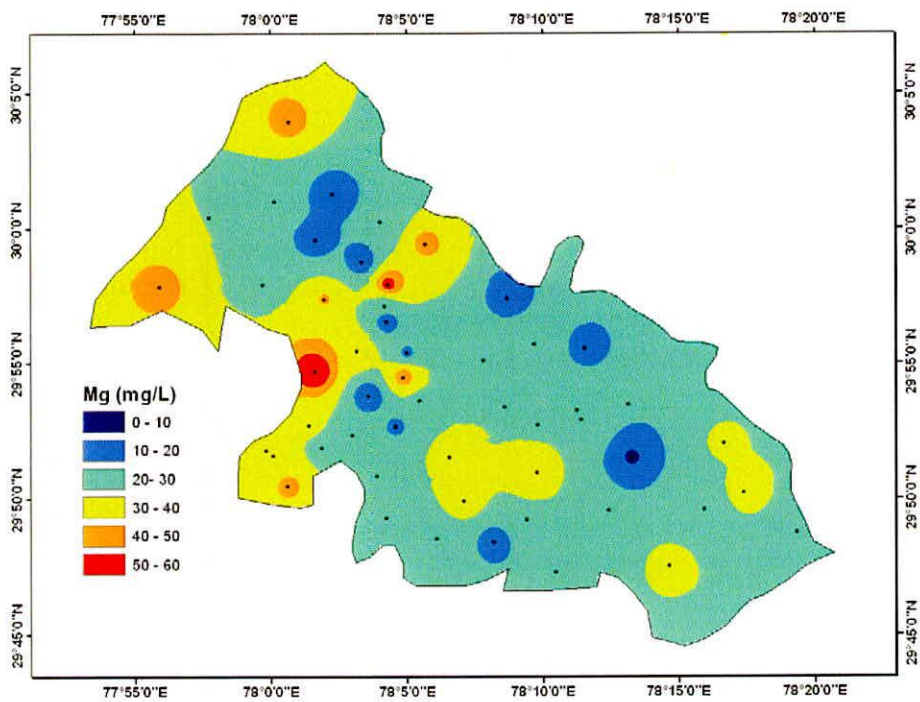 77°55'0"E 78°0'0"E 78°5'0"E 78°10'0"E 78°15'0"E 78°20'0"E
30°5'0"N 30°5'0"N
30°0'0"N 30°0'0"N
29°55'0"N 29°55'0"N
Mg (mg/L)
0 - 10
10 - 20
20- 30
30 - 40
40 - 50
50 - 60
29°50'0"N 29°50'0"N
29°45'0"N 29°45'0"N
77°55'0"E 78°0'0"E 78°5'0"E 78°10'0"E 78°15'0"E 78°20'0"E